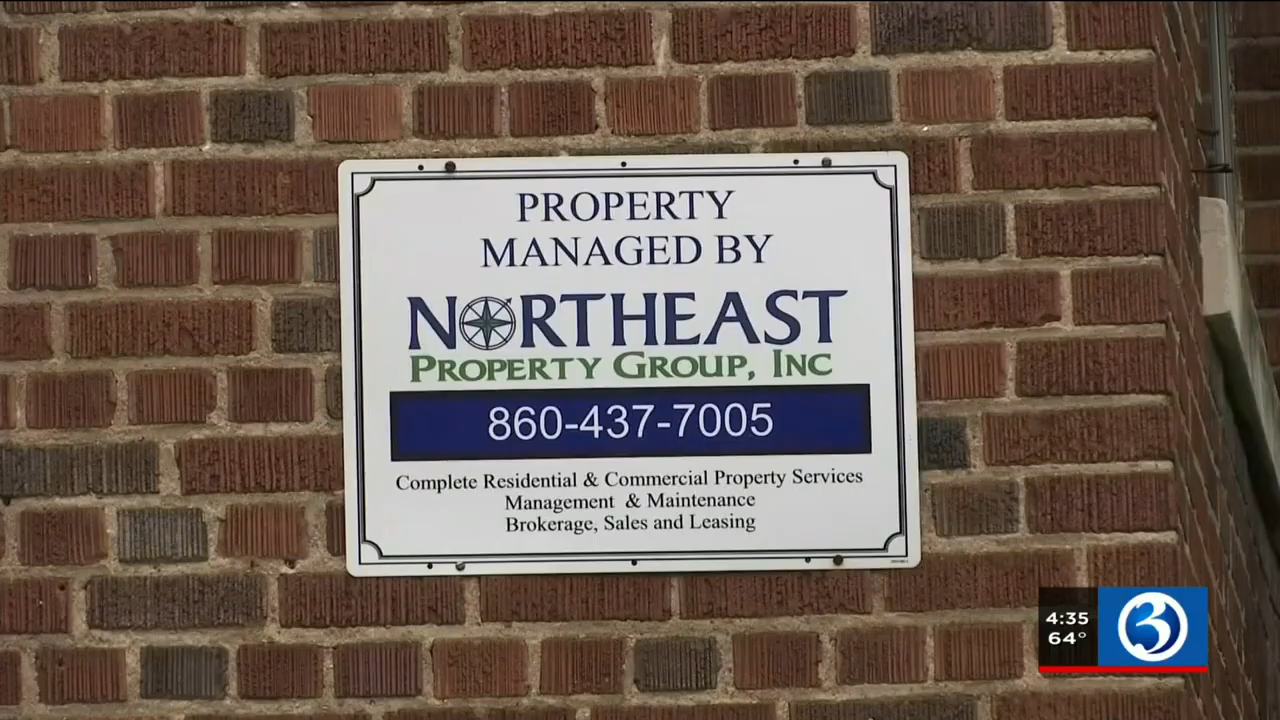 PROPERTY
MANAGED BY
NORTHEAST
PROPERTY GROUP, INC
860-437-7005
Complete Residential & Commercial Property Services
Management & Maintenance
Brokerage, Sales and Leasing
4:35
64°
3